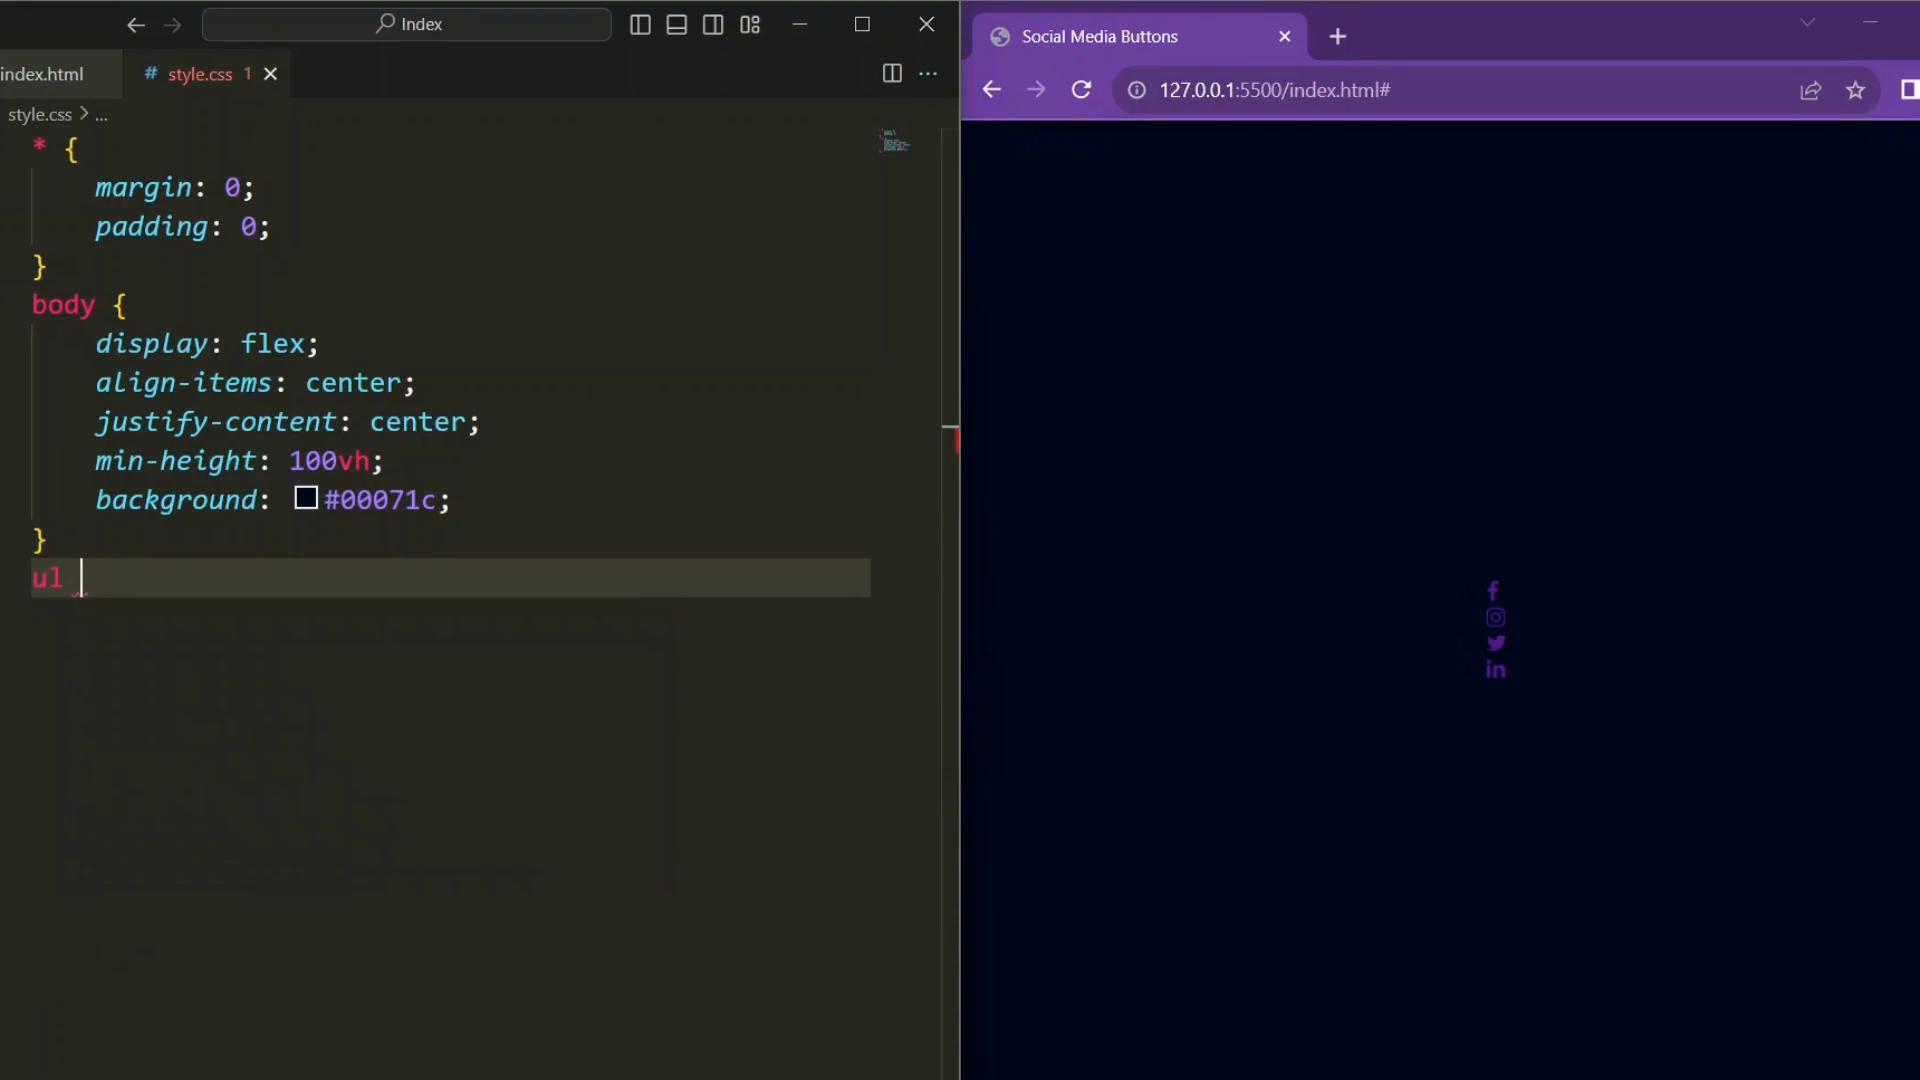 Index
index.html
# style.css 1
style.css > ...
* {
margin: 0;
padding: 0;
}
body {
display: flex;
align-items: center;
justify-content: center;
min-height: 100vh;
background: #00071c;
}
ul
Social Media Buttons
127.0.0.1:5500/index.html#
f
in